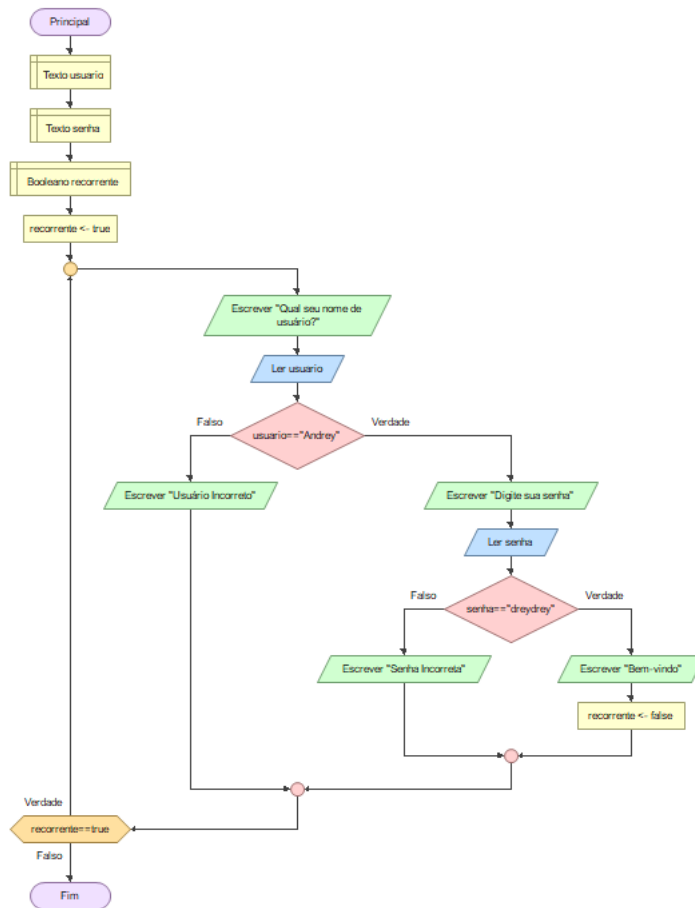 Principal
Texto usuario
Texto senha
Booleano recorrente
recorrente <- true
Escrever "Qual seu nome de
usuário?"
Ler usuario
Falso
Verdade
usuario=="Andrey"
Escrever "Usuário Incorreto"
Escrever "Digite sua senha"
Ler senha
Falso
Verdade
senha=="dreydrey"
Escrever "Senha Incorreta"
Escrever "Bem-vindo"
recorrente <- false
Verdade
recorrente==true
Falso
Fim